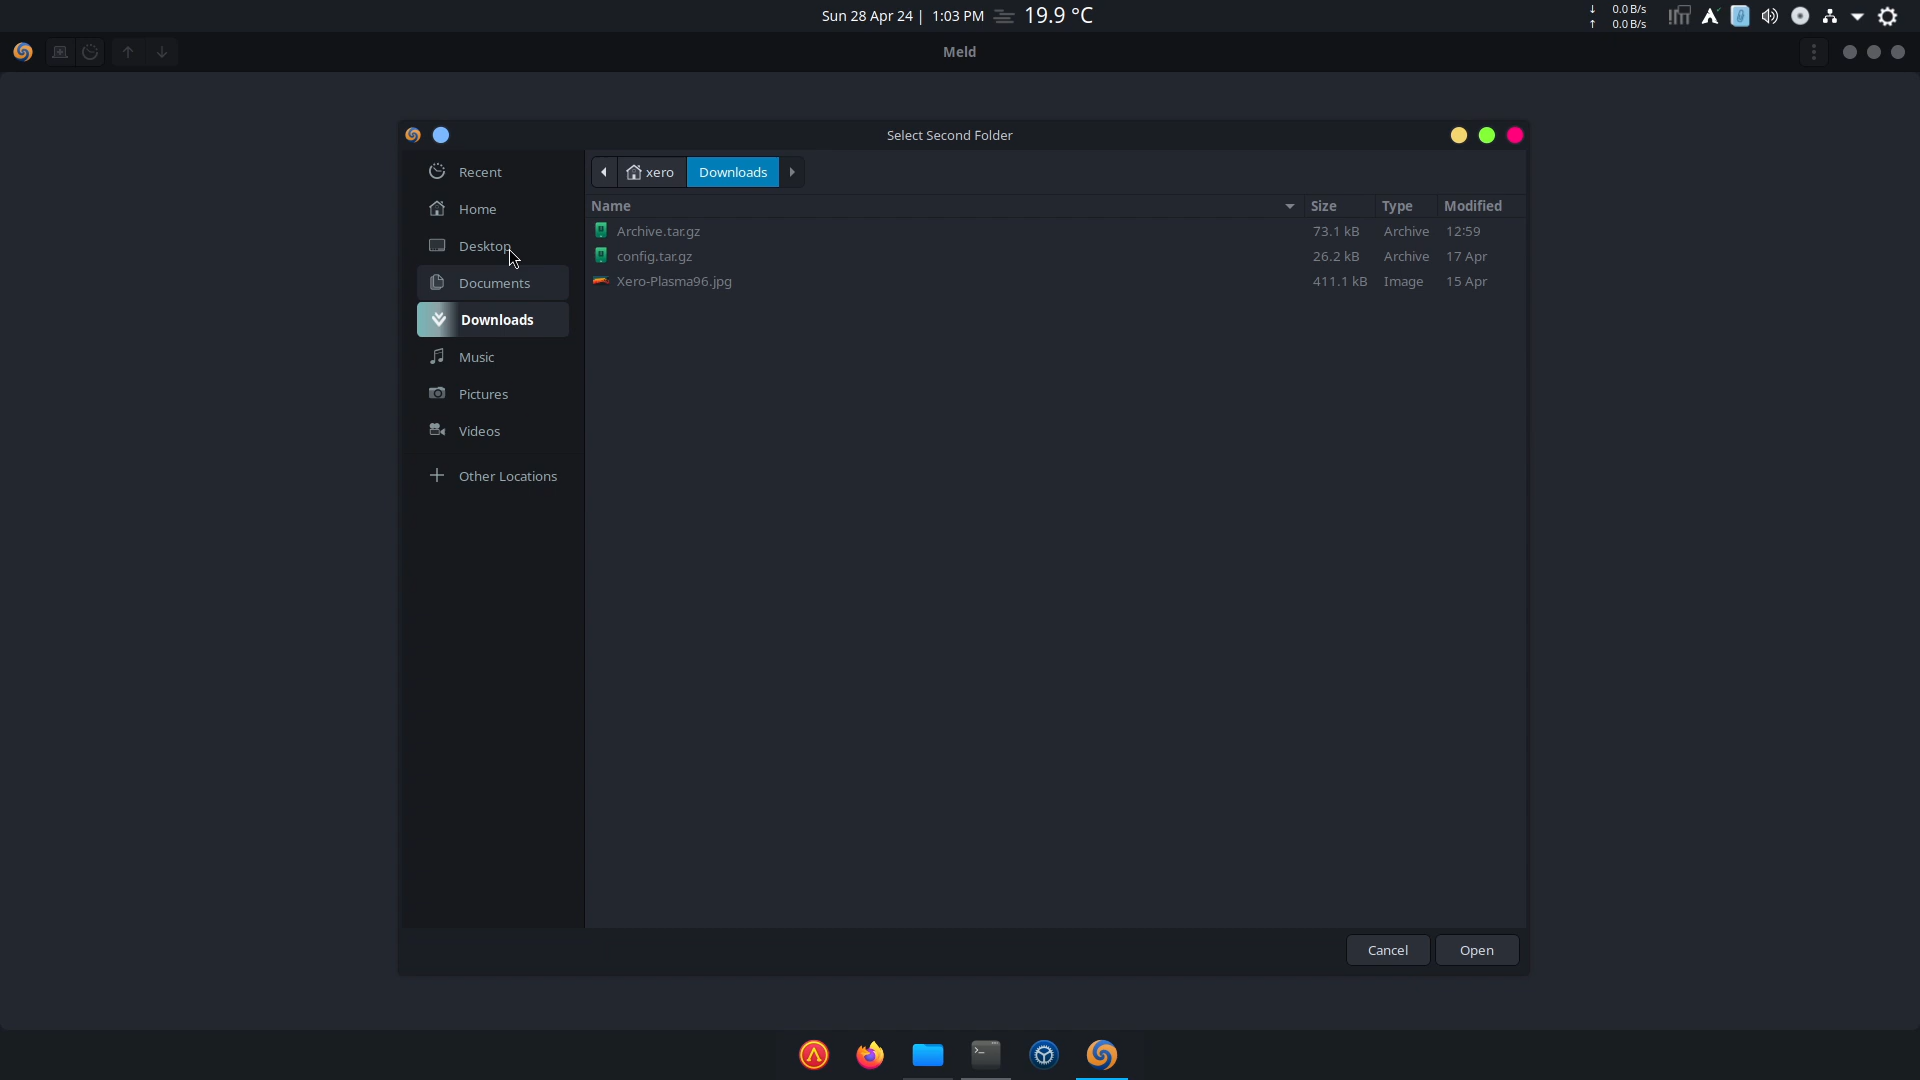 Sun 28 Apr 24 | 1:03 PM 19.9 °C
↓ 0.0 B/s
↑ 0.0 B/s
Meld
Select Second Folder
Recent
Home
Desktop
Documents
Downloads
Music
Pictures
Videos
Other Locations
xero Downloads
Name Size Type Modified
Archive.tar.gz 73.1 kB Archive 12:59
config.tar.gz 26.2 kB Archive 17 Apr
Xero-Plasma96.jpg 411.1 kB Image 15 Apr
Cancel Open